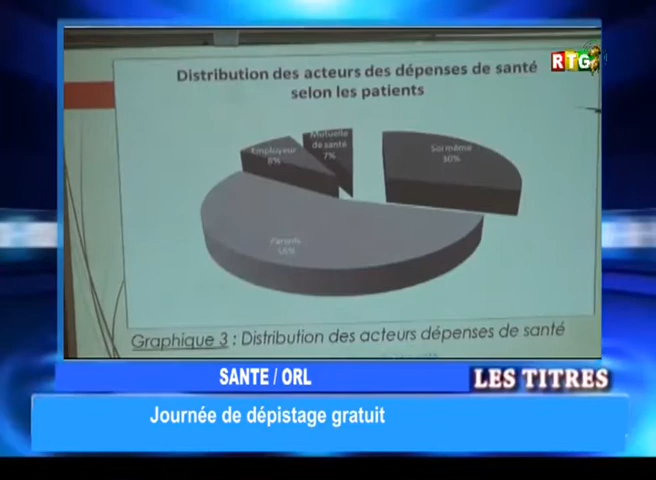 Distribution des acteurs des dépenses de santé
selon les patients
RTG
Employeur
8%
Mutuelle
de santé
7%
Soi même
30%
Parents
Graphique 3 : Distribution des acteurs dépenses de santé
SANTE / ORL
LES TITRES
Journée de dépistage gratuit